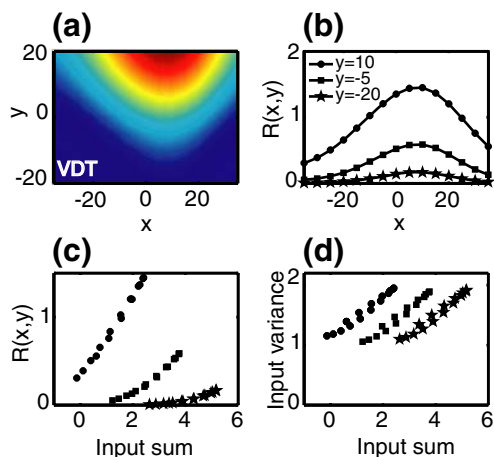 (a)
20
0
-20
y
VDT
-20 0 20
x
(b)
2
1
0
R(x,y)
y=10
y=-5
y=-20
-20 0 20
x
(c)
1
0
R(x,y)
0 2 4 6
Input sum
(d)
2
1
0
Input variance
0 2 4 6
Input sum